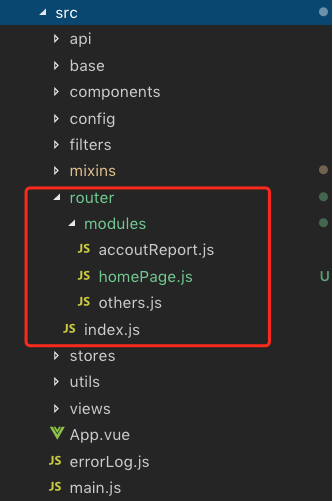 src
api
base
components
config
filters
mixins
router
modules
JS accoutReport.js
JS homePage.js U
JS others.js
JS index.js
stores
utils
views
App.vue
JS errorLog.js
JS main.js